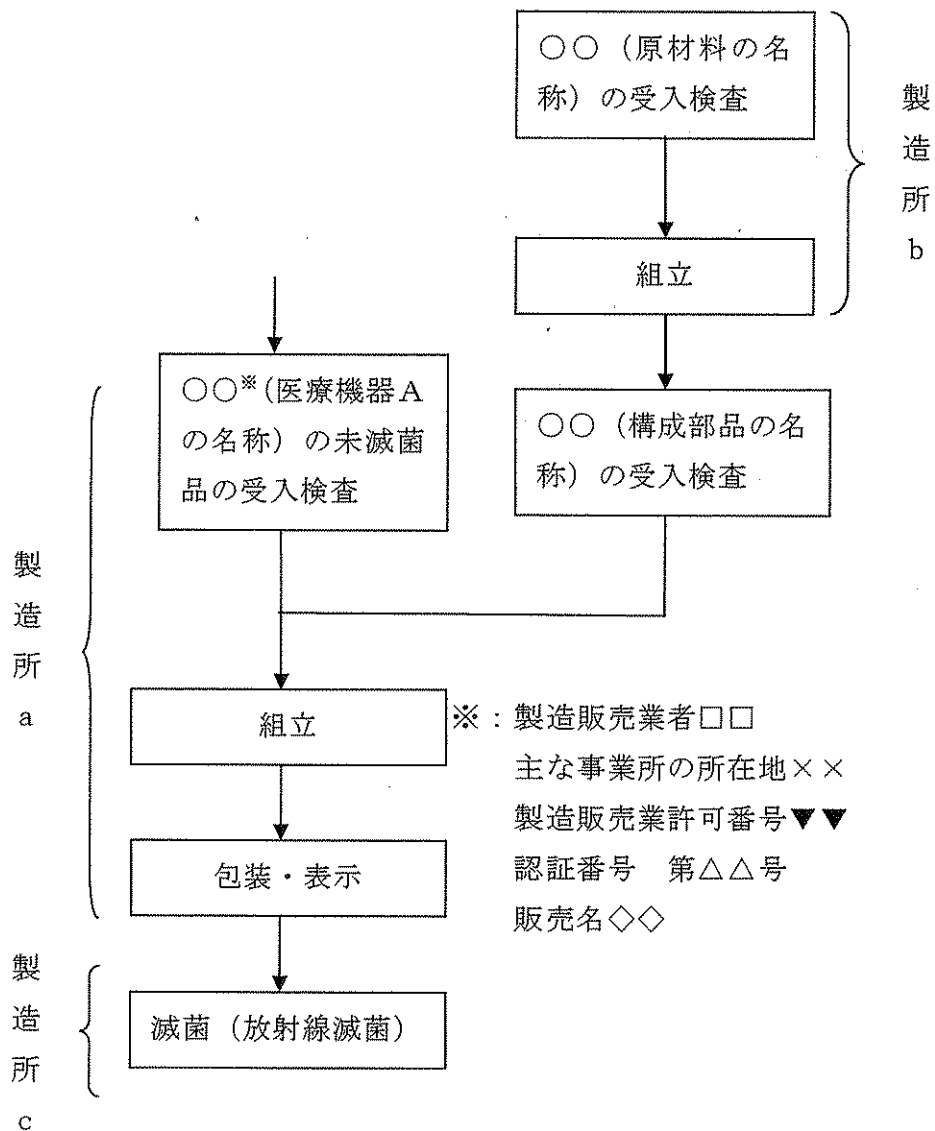 ○○（原材料の名
称）の受入検査
製
造
所
b
組立
○○※（医療機器A
の名称）の未滅菌
品の受入検査
○○（構成部品の名
称）の受入検査
製
造
所
a
組立
※：製造販売業者□□
主な事業所の所在地××
製造販売業許可番号▼▼
認証番号　第△△号
販売名◇◇
包装・表示
製
造
所
c
滅菌（放射線滅菌）